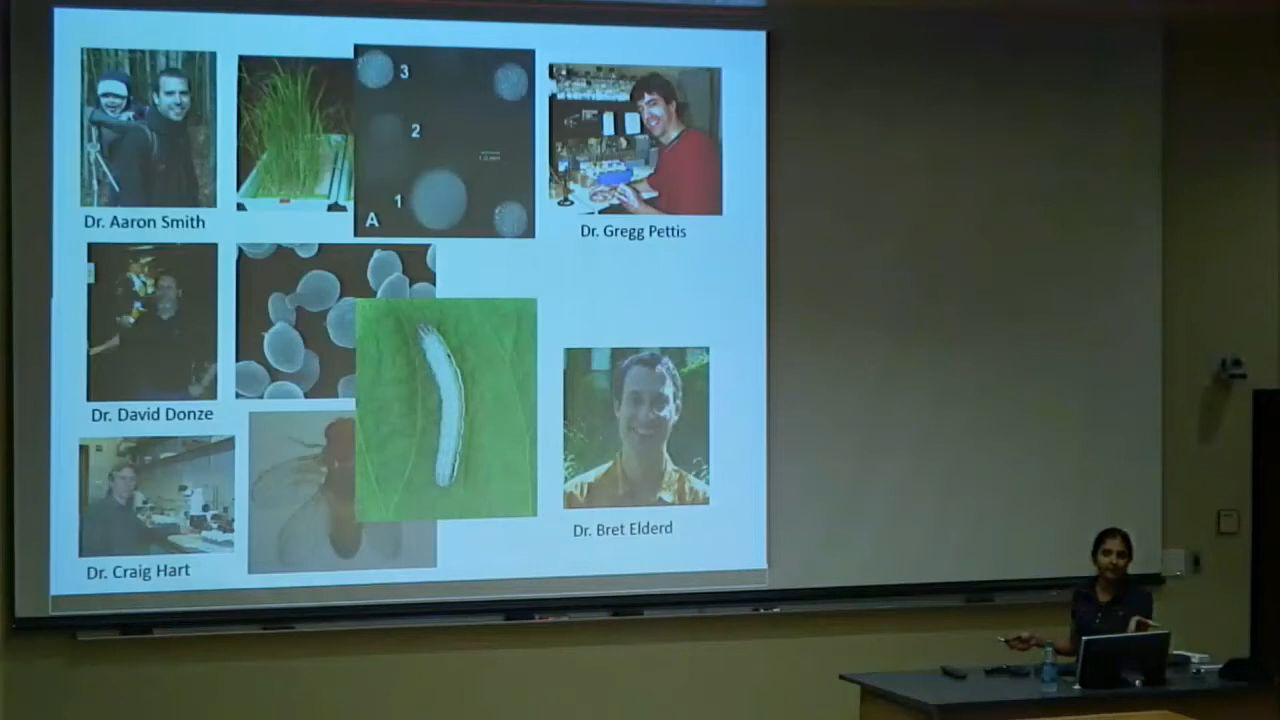 3
2
1
A
Dr. Aaron Smith
Dr. Gregg Pettis
Dr. David Donze
Dr. Bret Elderd
Dr. Craig Hart